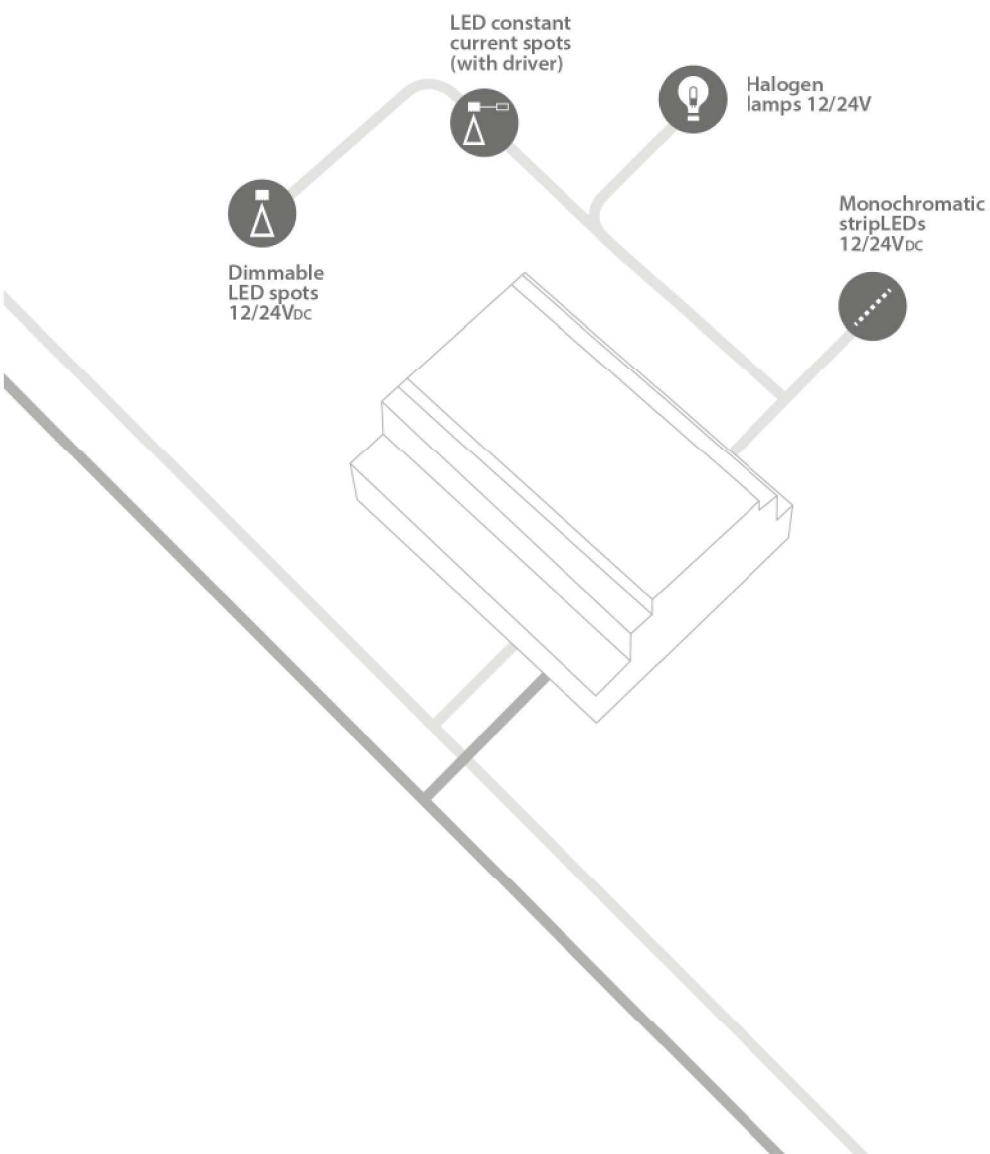 LED constant
current spots
(with driver)
Halogen
lamps 12/24V
Monochromatic
stripLEDs
12/24VDC
Dimmable
LED spots
12/24VDC